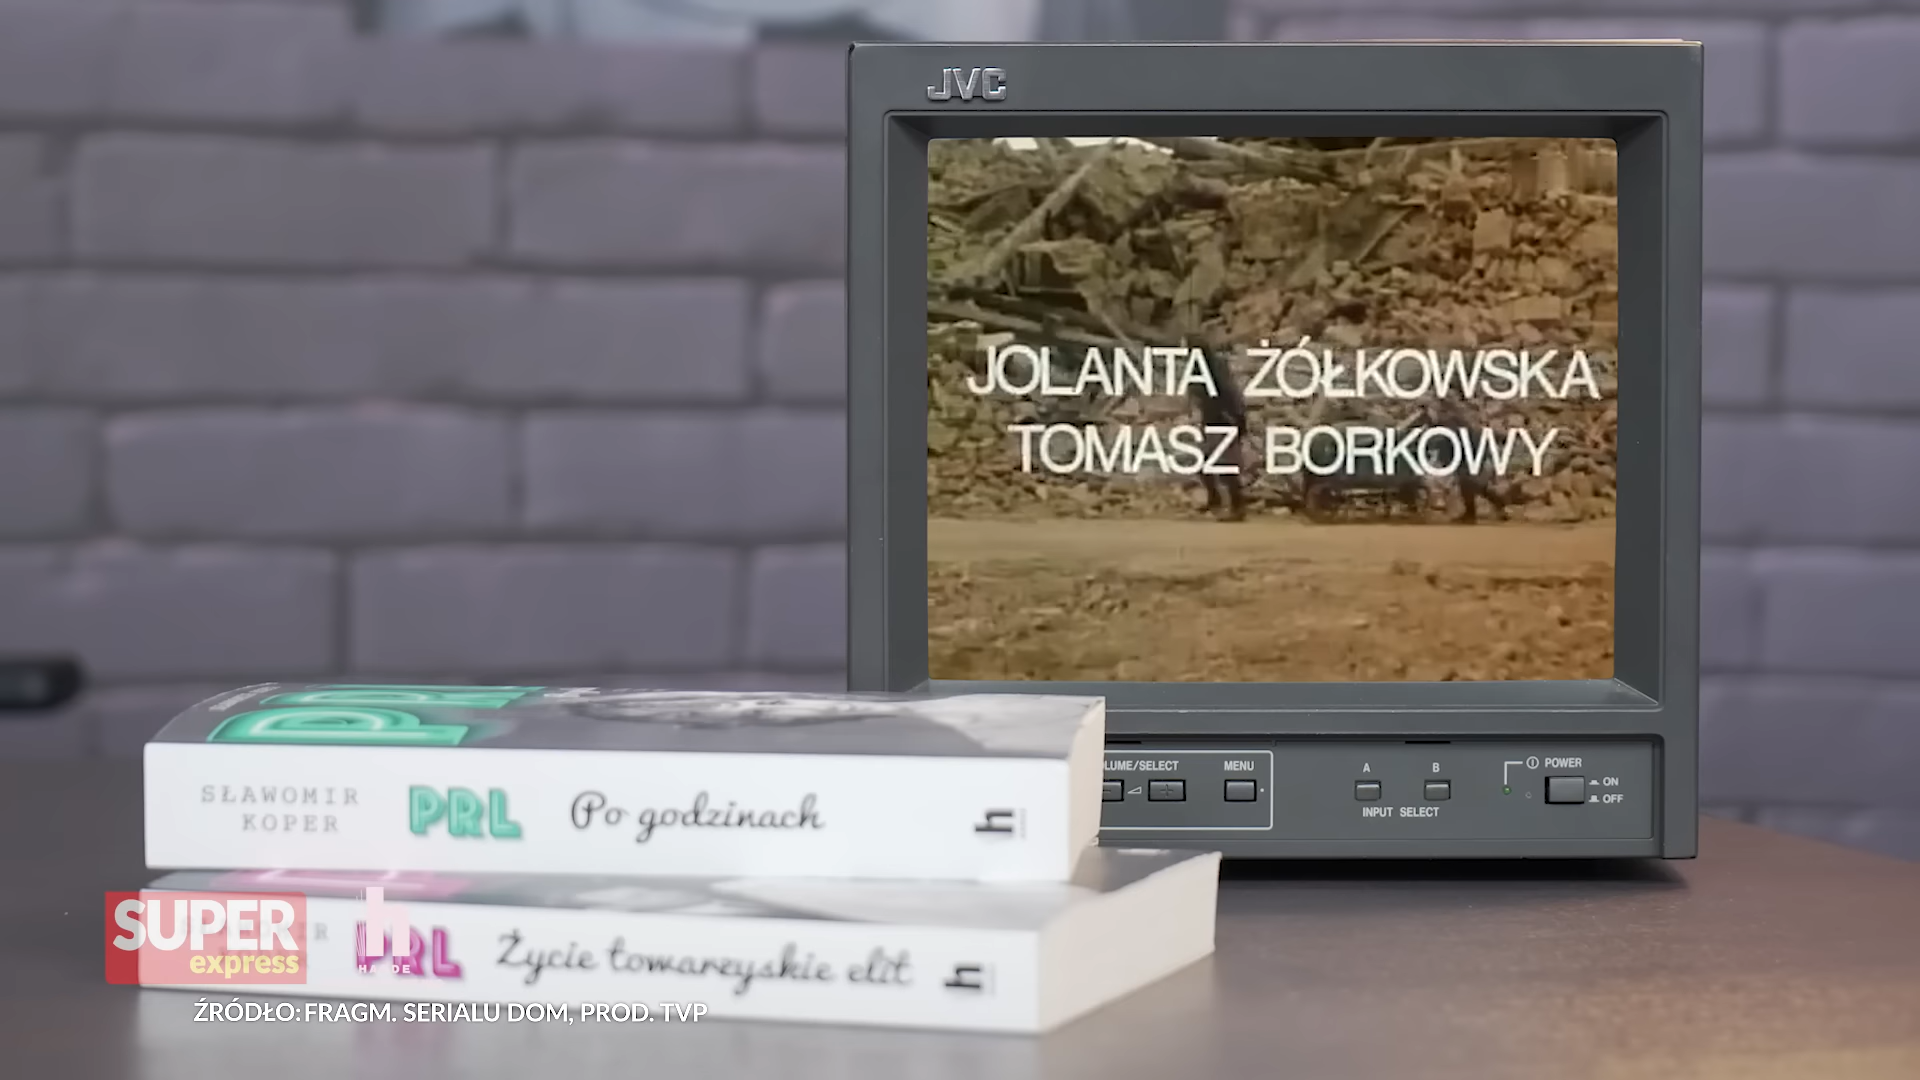 JVC
JOLANTA ŻÓŁKOWSKA
TOMASZ BORKOWY
LUME/SELECT
MENU
A
B
INPUT SELECT
POWER
ON
OFF
SŁAWOMIR
KOPER
PRL
Po godzinach
h
PRL
Życie towarzyskie elit
h
SUPER
express
h
ŹRÓDŁO: FRAGM. SERIALU DOM, PROD. TVP